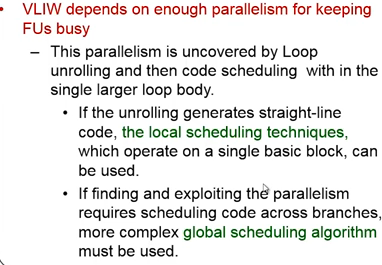 • VLIW depends on enough parallelism for keeping
FUs busy
– This parallelism is uncovered by Loop
unrolling and then code scheduling with in the
single larger loop body.
• If the unrolling generates straight-line
code, the local scheduling techniques,
which operate on a single basic block, can
be used.
• If finding and exploiting the parallelism
requires scheduling code across branches,
more complex global scheduling algorithm
must be used.